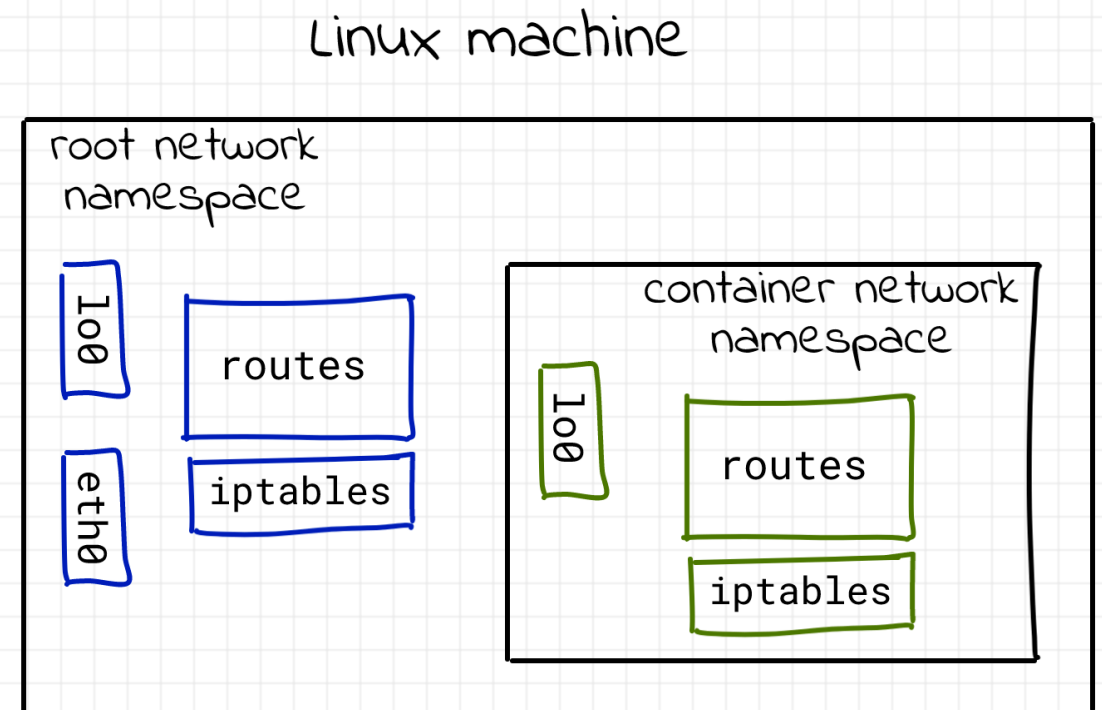 Linux machine
root network
namespace
lo0
routes
eth0
iptables
container network
namespace
lo0
routes
iptables